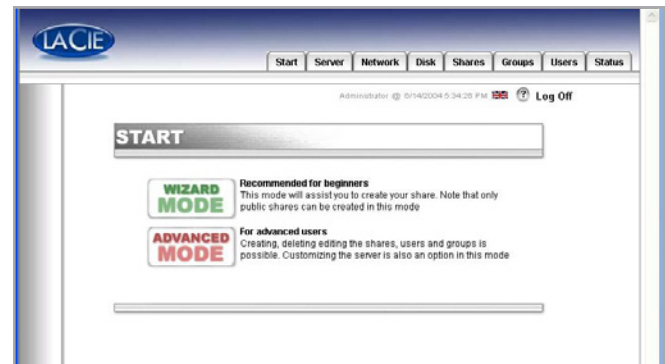 LACIE
Start Server Network Disk Shares Groups Users Status
Administrator @ 6/14/2004 5:34:28 PM ? Log Off
START
WIZARD MODE
Recommended for beginners
This mode will assist you to create your share. Note that only
public shares can be created in this mode
ADVANCED MODE
For advanced users
Creating, deleting editing the shares, users and groups is
possible. Customizing the server is also an option in this mode